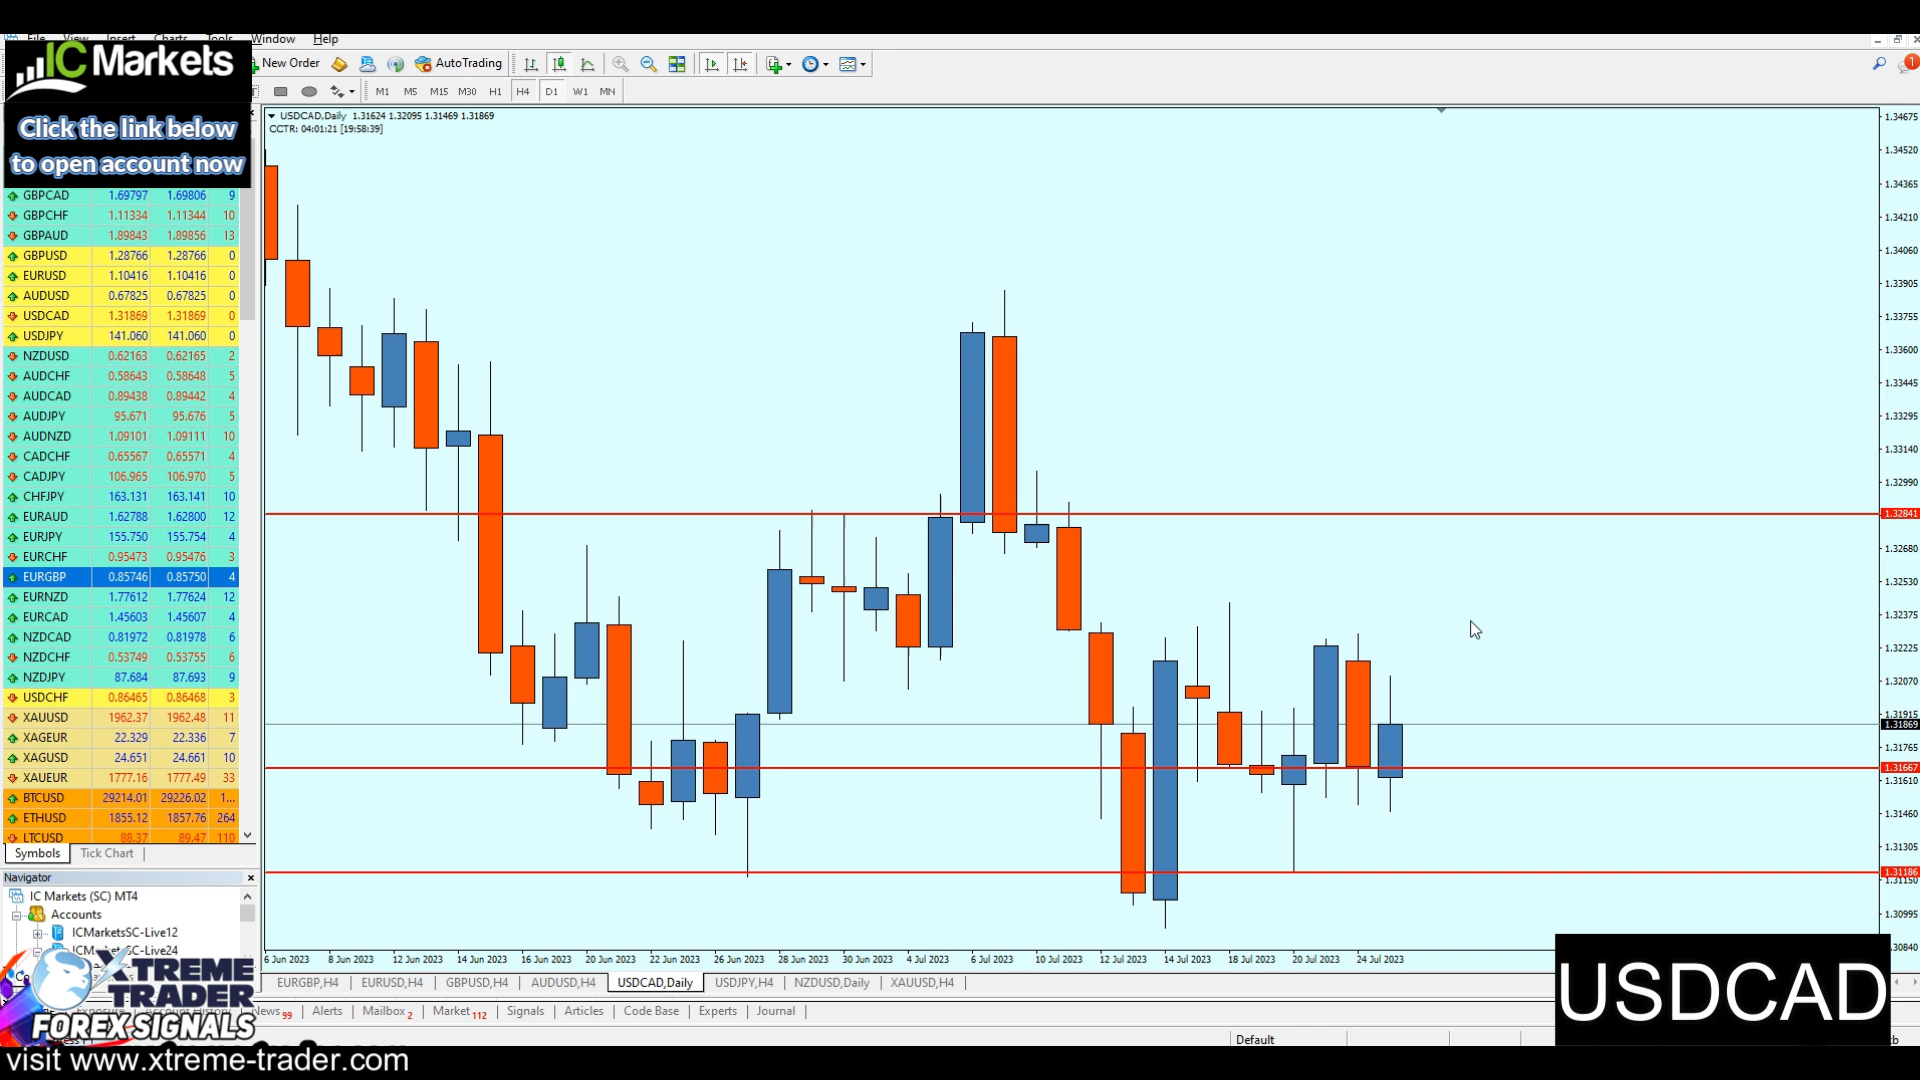 File View Insert Charts Tools Window Help
IC Markets
Click the link below
to open account now
New Order AutoTrading
M1 M5 M15 M30 H1 H4 D1 W1 MN
1
USDCAD,Daily 1.31624 1.32095 1.31469 1.31869
CCTR: 04:01:21 [19:58:39]
GBPCAD 1.69797 1.69806 9
GBPCHF 1.11334 1.11344 10
GBPAUD 1.89843 1.89856 13
GBPUSD 1.28766 1.28766 0
EURUSD 1.10416 1.10416 0
AUDUSD 0.67825 0.67825 0
USDCAD 1.31869 1.31869 0
USDJPY 141.060 141.060 0
NZDUSD 0.62163 0.62165 2
AUDCHF 0.58643 0.58648 5
AUDCAD 0.89438 0.89442 4
AUDJPY 95.671 95.676 5
AUDNZD 1.09101 1.09111 10
CADCHF 0.65567 0.65571 4
CADJPY 106.965 106.970 5
CHFJPY 163.131 163.141 10
EURAUD 1.62788 1.62800 12
EURJPY 155.750 155.754 4
EURCHF 0.95473 0.95476 3
EURGBP 0.85746 0.85750 4
EURNZD 1.77612 1.77624 12
EURCAD 1.45603 1.45607 4
NZDCAD 0.81972 0.81978 6
NZDCHF 0.53749 0.53755 6
NZDJPY 87.684 87.693 9
USDCHF 0.86465 0.86468 3
XAUUSD 1962.37 1962.48 11
XAGEUR 22.329 22.336 7
XAGUSD 24.651 24.661 10
XAUEUR 1777.16 1777.49 33
BTCUSD 29214.01 29226.02 1...
ETHUSD 1855.12 1857.76 264
LTCUSD 88.37 89.47 110
Symbols Tick Chart
Navigator
IC Markets (SC) MT4
Accounts
ICMarketsSC-Live12
ICMarketsSC-Live24
1.34675
1.34520
1.34365
1.34210
1.34060
1.33905
1.33755
1.33600
1.33445
1.33295
1.33140
1.32990
1.32841
1.32680
1.32530
1.32375
1.32225
1.32070
1.31915
1.31869
1.31765
1.31667
1.31610
1.31460
1.31305
1.31186
1.31150
1.30995
1.30840
6 Jun 2023 8 Jun 2023 12 Jun 2023 14 Jun 2023 16 Jun 2023 20 Jun 2023 22 Jun 2023 26 Jun 2023 28 Jun 2023 30 Jun 2023 4 Jul 2023 6 Jul 2023 10 Jul 2023 12 Jul 2023 14 Jul 2023 18 Jul 2023 20 Jul 2023 24 Jul 2023
EURGBP,H4 EURUSD,H4 GBPUSD,H4 AUDUSD,H4 USDCAD,Daily USDJPY,H4 NZDUSD,Daily XAUUSD,H4
Exposure Account History News 99 Alerts Mailbox 2 Market 112 Signals Articles Code Base Experts Journal
Default
XTREME
TRADER
FOREX SIGNALS
visit www.xtreme-trader.com
USDCAD